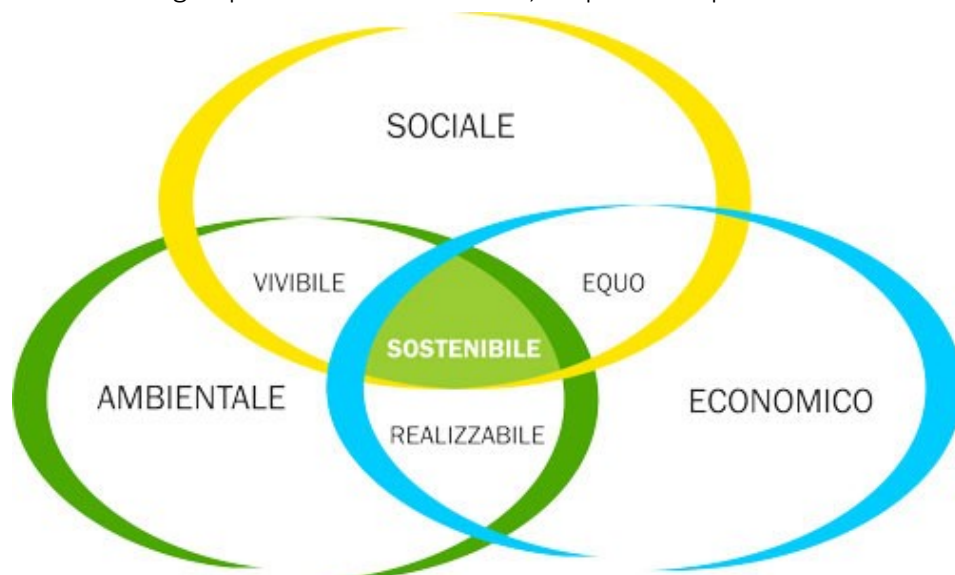 SOCIALE
VIVIBILE
EQUO
SOSTENIBILE
AMBIENTALE
ECONOMICO
REALIZZABILE